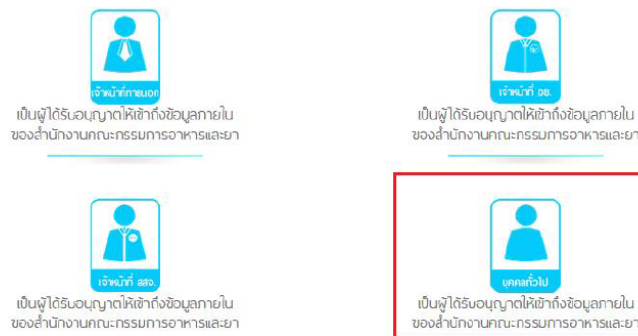 เจ้าหน้าที่ภายนอก
เป็นผู้ได้รับอนุญาตให้เข้าถึงข้อมูลภายใน
ของสำนักงานคณะกรรมการอาหารและยา
เจ้าหน้าที่ อย.
เป็นผู้ได้รับอนุญาตให้เข้าถึงข้อมูลภายใน
ของสำนักงานคณะกรรมการอาหารและยา
เจ้าหน้าที่ สสจ.
เป็นผู้ได้รับอนุญาตให้เข้าถึงข้อมูลภายใน
ของสำนักงานคณะกรรมการอาหารและยา
บุคคลทั่วไป
เป็นผู้ได้รับอนุญาตให้เข้าถึงข้อมูลภายใน
ของสำนักงานคณะกรรมการอาหารและยา